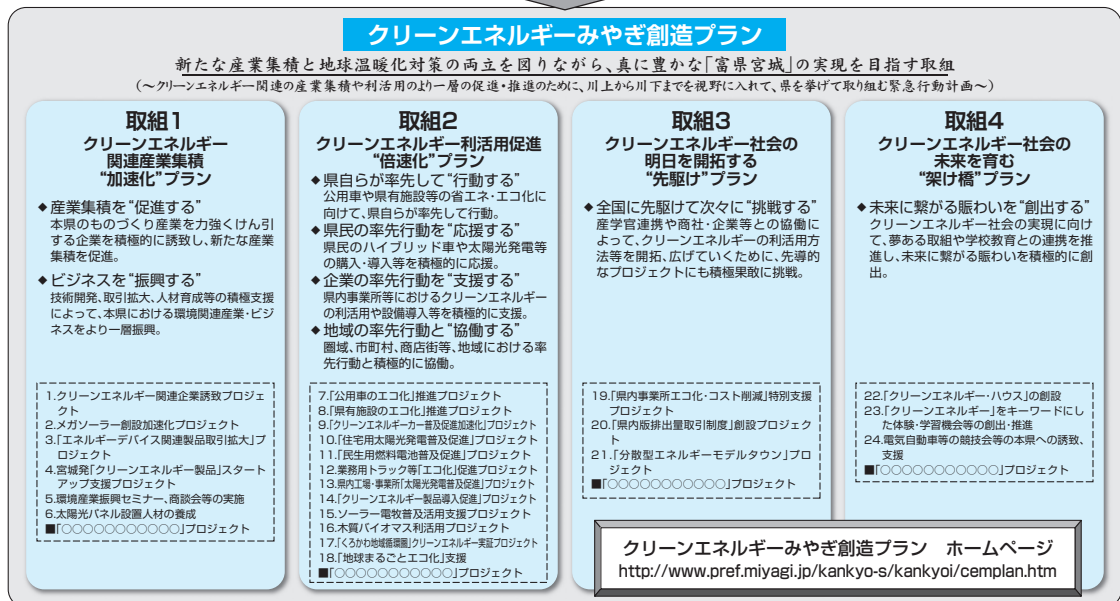 クリーンエネルギーみやぎ創造プラン
新たな産業集積と地球温暖化対策の両立を図りながら、真に豊かな「富県宮城」の実現を目指す取組
(～クリーンエネルギー関連の産業集積や利活用のより一層の促進・推進のために、川上から川下までを視野に入れて、県を挙げて取り組む緊急行動計画～)
取組1
クリーンエネルギー
関連産業集積
“加速化”プラン
◆産業集積を“促進する”
本県のものづくり産業を力強くけん引
する企業を積極的に誘致し、新たな産業
集積を促進。
◆ビジネスを“振興する”
技術開発、取引拡大、人材育成等の積極支援
によって、本県における環境関連産業・ビジ
ネスをより一層振興。
1.クリーンエネルギー関連企業誘致プロジェ
クト
2.メガソーラー創設加速化プロジェクト
3.「エネルギーデバイス関連製品取引拡大」プ
ロジェクト
4.宮城発「クリーンエネルギー製品」スタート
アップ支援プロジェクト
5.環境産業振興セミナー、商談会等の実施
6.太陽光パネル設置人材の養成
■「○○○○○○○○○○○」プロジェクト
取組2
クリーンエネルギー利活用促進
“倍速化”プラン
◆県自らが率先して“行動する”
公用車や県有施設等の省エネ・エコ化に
向けて、県自らが率先して行動。
◆県民の率先行動を“応援する”
県民のハイブリッド車や太陽光発電等
の購入・導入等を積極的に応援。
◆企業の率先行動を“支援する”
県内事業所等におけるクリーンエネルギー
の利活用や設備導入等を積極的に支援。
◆地域の率先行動と“協働する”
圏域、市町村、商店街等、地域における率
先行動と積極的に協働。
7.「公用車のエコ化」推進プロジェクト
8.「県有施設のエコ化」推進プロジェクト
9.「クリーンエネルギーカー普及促進加速化」プロジェクト
10.「住宅用太陽光発電普及促進」プロジェクト
11.「民生用燃料電池普及促進」プロジェクト
12.業務用トラック等「エコ化」促進プロジェクト
13.県内工場・事業所「太陽光発電普及促進」プロジェクト
14.「クリーンエネルギー製品導入促進」プロジェクト
15.ソーラー電牧普及活用支援プロジェクト
16.木質バイオマス利活用プロジェクト
17.「くろかわ地域循環圏」クリーンエネルギー実証プロジェクト
18.「地球まるごとエコ化」支援
■「○○○○○○○○○○○」プロジェクト
取組3
クリーンエネルギー社会の
明日を開拓する
“先駆け”プラン
◆全国に先駆けて次々に“挑戦する”
産学官連携や商社・企業等との協働に
よって、クリーンエネルギーの利活用方
法等を開拓、広げていくために、先導的
なプロジェクトにも積極果敢に挑戦。
19.「県内事業所エコ化・コスト削減」特別支援
プロジェクト
20.「県内版排出量取引制度」創設プロジェク
ト
21.「分散型エネルギーモデルタウン」プロ
ジェクト
■「○○○○○○○○○○○」プロジェクト
取組4
クリーンエネルギー社会の
未来を育む
“架け橋”プラン
◆未来に繋がる賑わいを“創出する”
クリーンエネルギー社会の実現に向け
て、夢ある取組や学校教育との連携を推
進し、未来に繋がる賑わいを積極的に創
出。
22.「クリーンエネルギー・ハウス」の創設
23.「クリーンエネルギー」をキーワードにし
た体験・学習機会等の創出・推進
24.電気自動車等の競技会等の本県への誘致、
支援
■「○○○○○○○○○○○」プロジェクト
クリーンエネルギーみやぎ創造プラン ホームページ
http://www.pref.miyagi.jp/kankyo-s/kankyoi/cemplan.htm